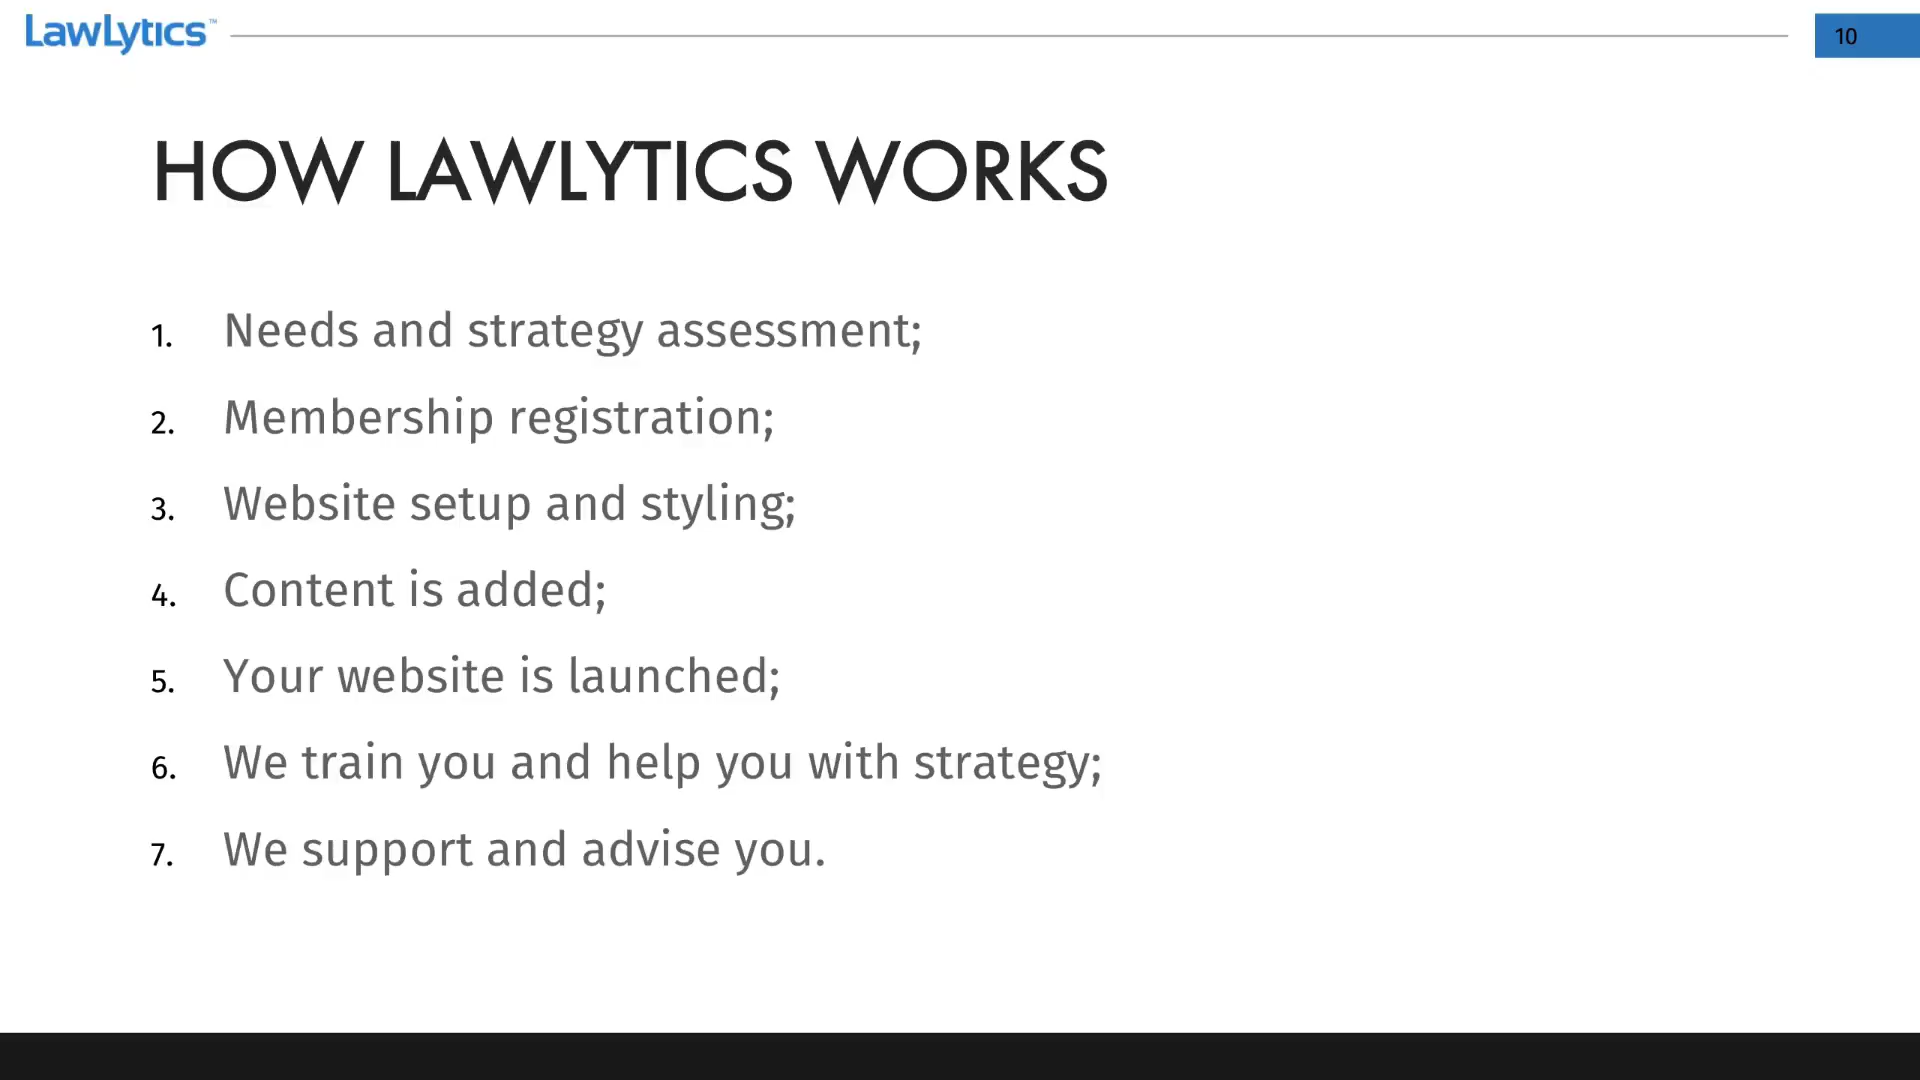 LawLytics™
10
HOW LAWLYTICS WORKS
1. Needs and strategy assessment;
2. Membership registration;
3. Website setup and styling;
4. Content is added;
5. Your website is launched;
6. We train you and help you with strategy;
7. We support and advise you.